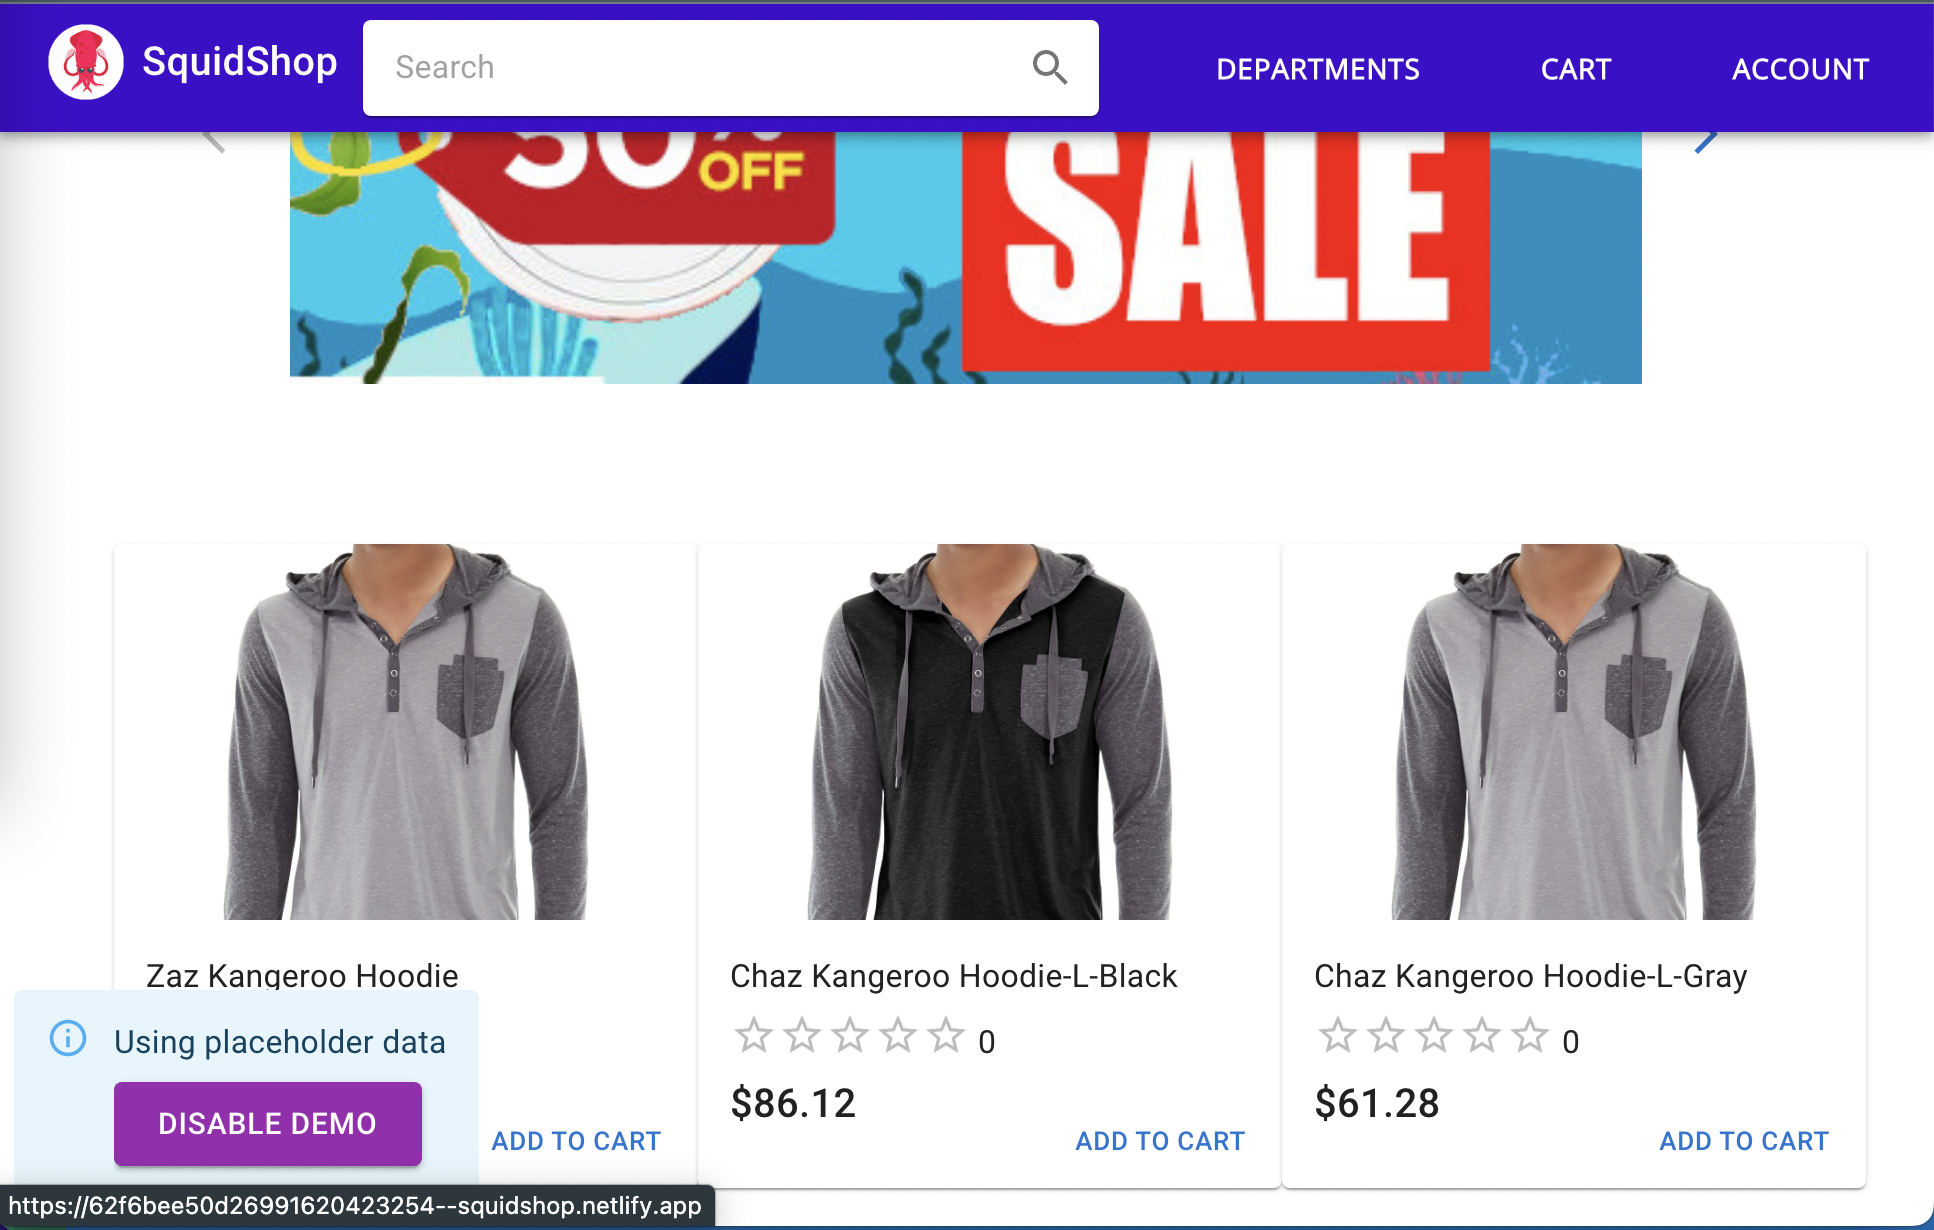 SquidShop
Search
DEPARTMENTS
CART
ACCOUNT
50%
OFF
SALE
Zaz Kangeroo Hoodie
Chaz Kangeroo Hoodie-L-Black
Chaz Kangeroo Hoodie-L-Gray
0
0
Using placeholder data
$86.12
$61.28
DISABLE DEMO
ADD TO CART
ADD TO CART
ADD TO CART
https://62f6bee50d26991620423254--squidshop.netlify.app